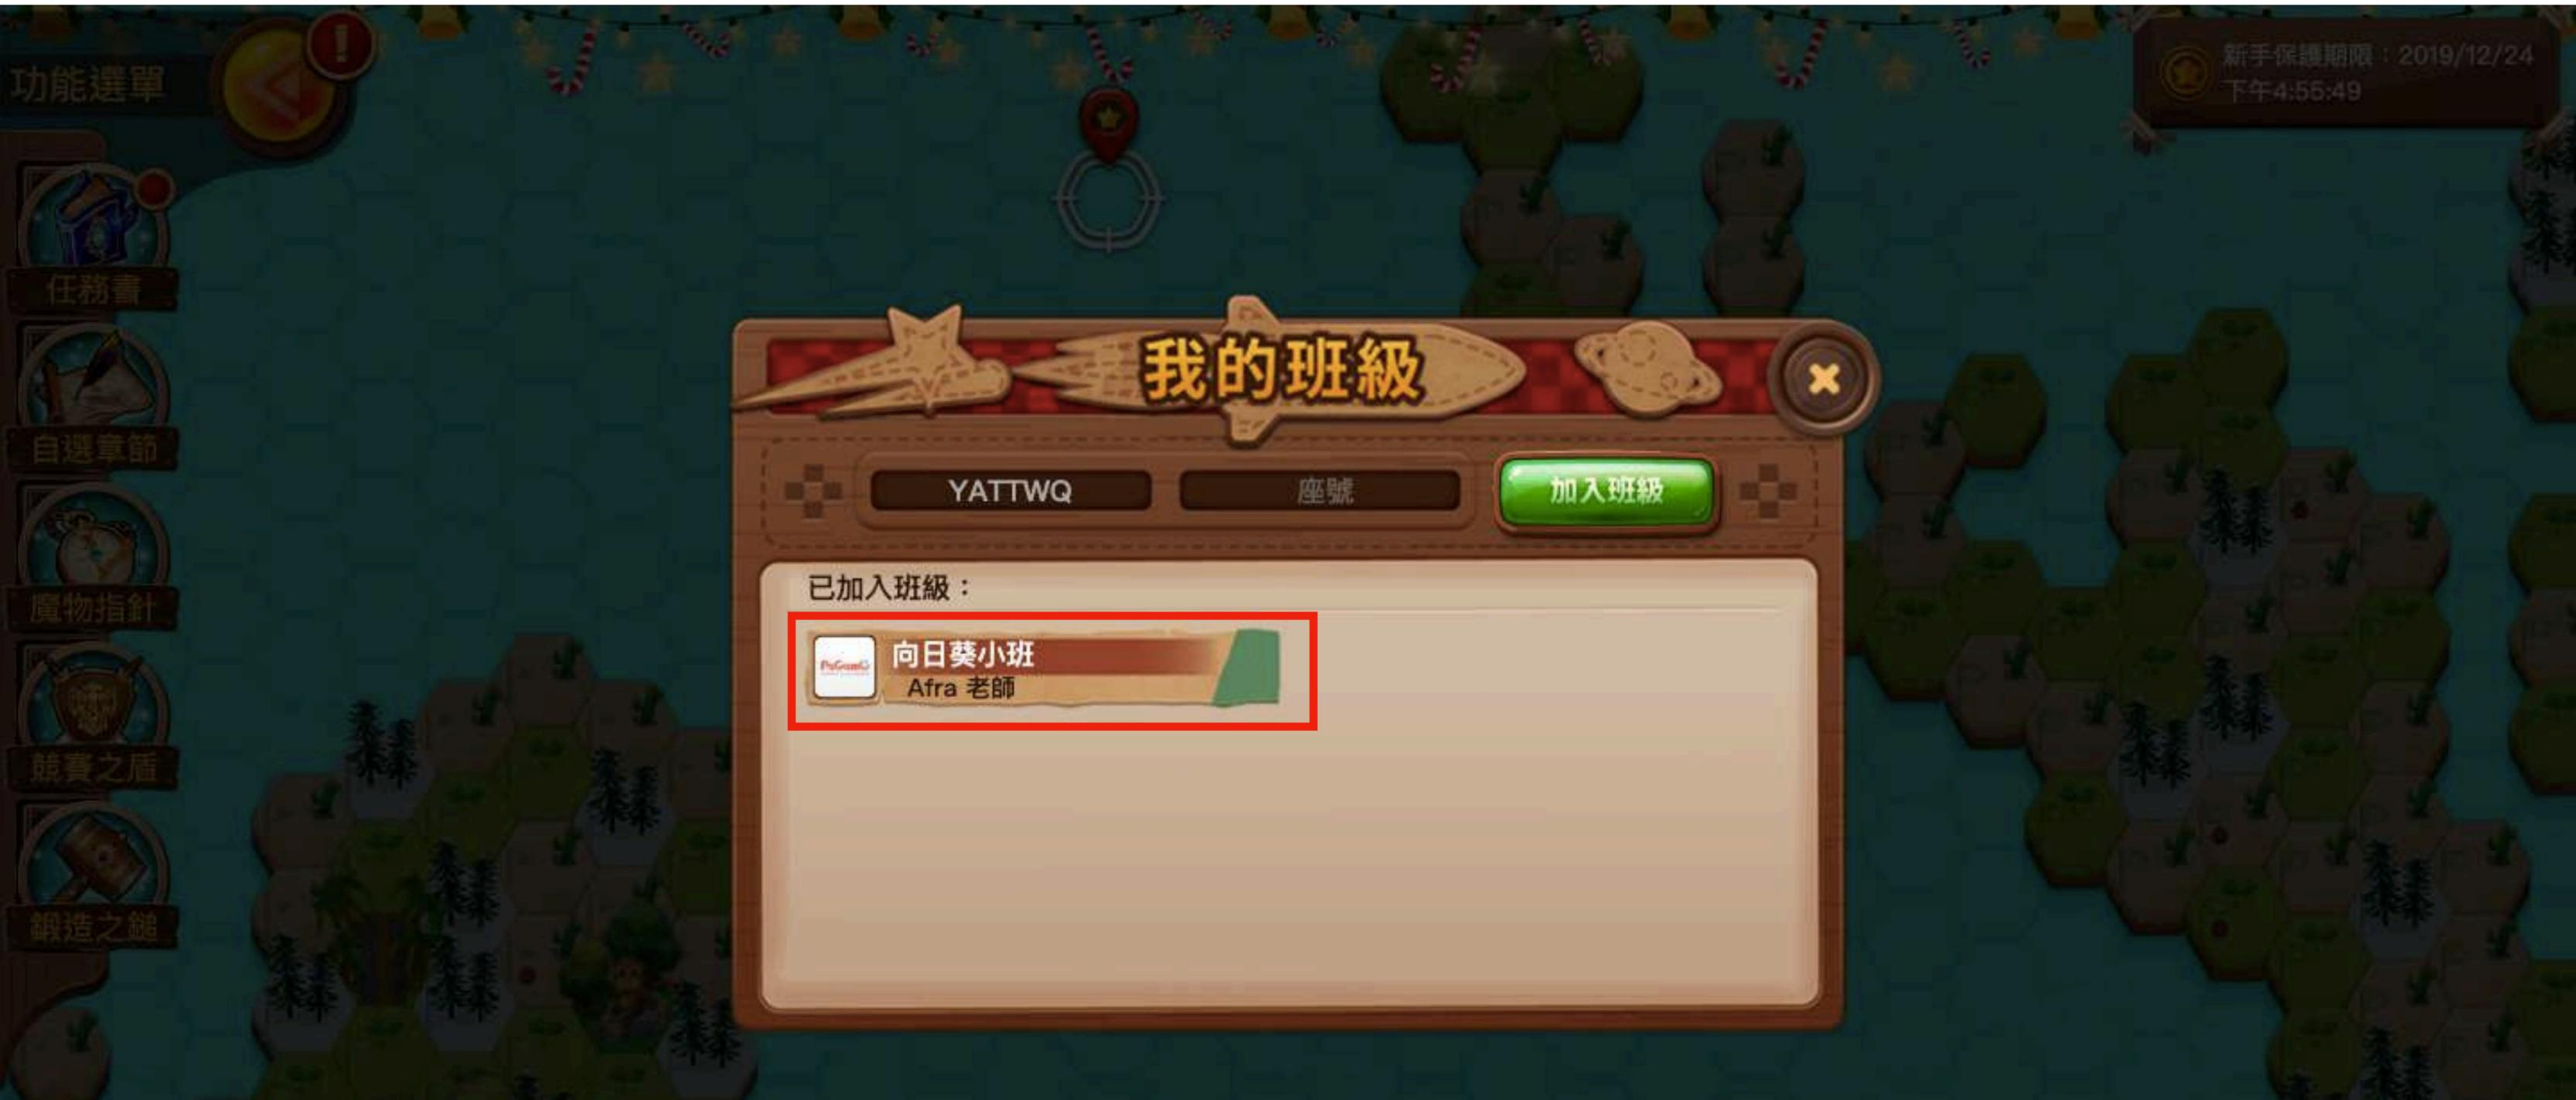 功能選單
!
新手保護期限：2019/12/24
下午4:55:49
任務書
自選章節
魔物指針
競賽之盾
鍛造之鎚
我的班級
YATTWQ
座號
加入班級
已加入班級：
PaGamO
向日葵小班
Afra 老師